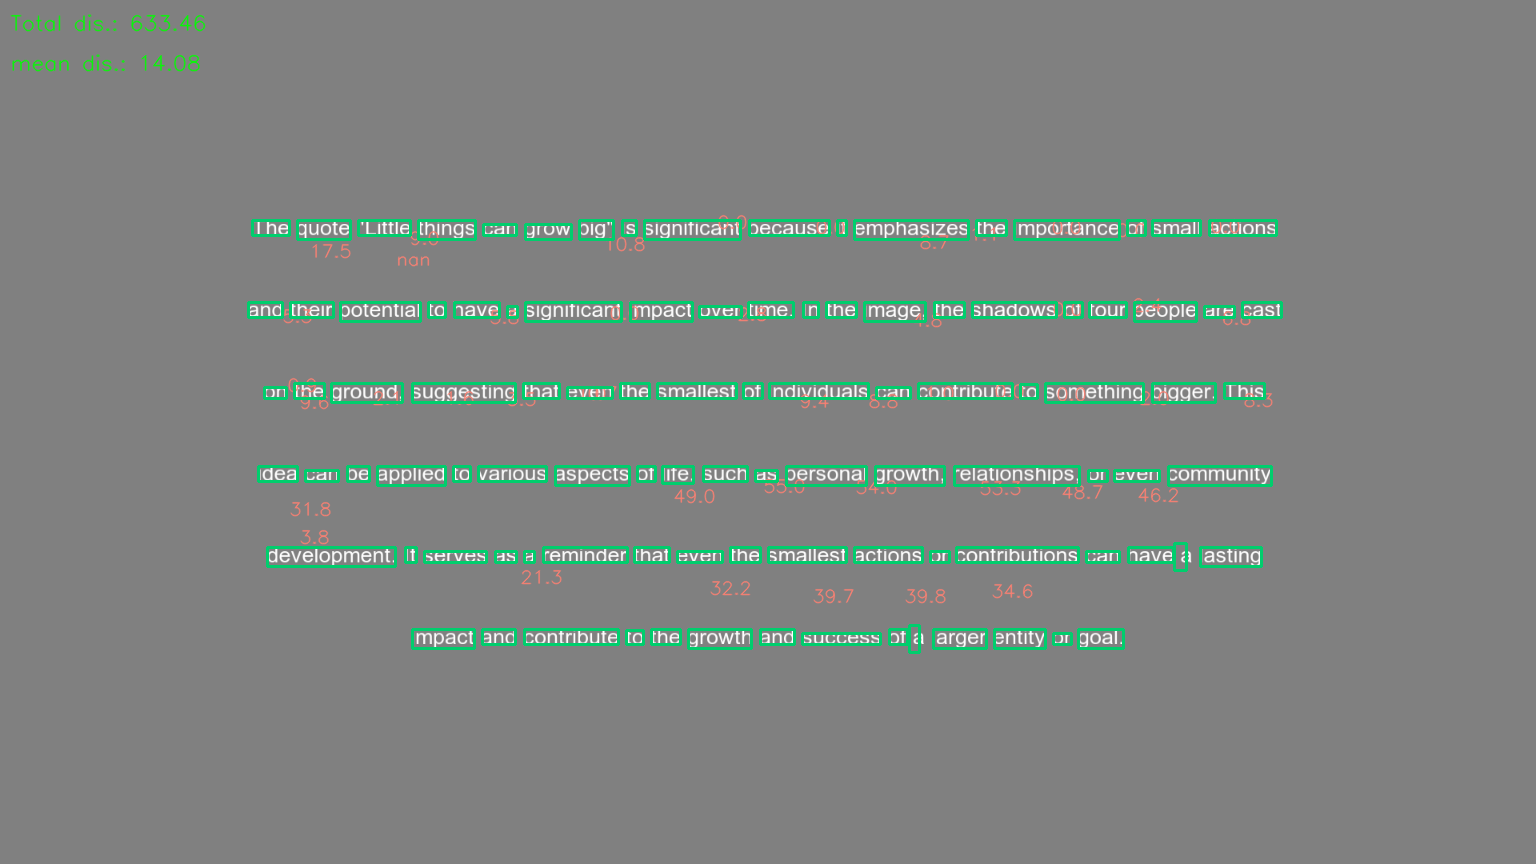 Total dis.: 633.46
mean dis.: 14.08
The quote "Little things can grow big" is significant because it emphasizes the importance of small actions
17.5 nan 10.8 8.7
and their potential to have a significant impact over time. In the image, the shadows of four people are cast
on the ground, suggesting that even the smallest of individuals can contribute to something bigger. This
9.6 9.4 8.8
idea can be applied to various aspects of life, such as personal growth, relationships, or even community
31.8 49.0 55.0 54.6 53.5 48.7 46.2
3.8
development. It serves as a reminder that even the smallest actions or contributions can have a lasting
21.3 32.2 39.7 39.8 34.6
impact and contribute to the growth and success of a larger entity or goal.